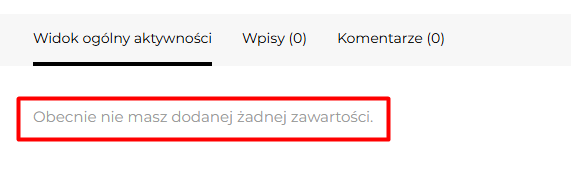 Widok ogólny aktywności Wpisy (0) Komentarze (0)
Obecnie nie masz dodanej żadnej zawartości.